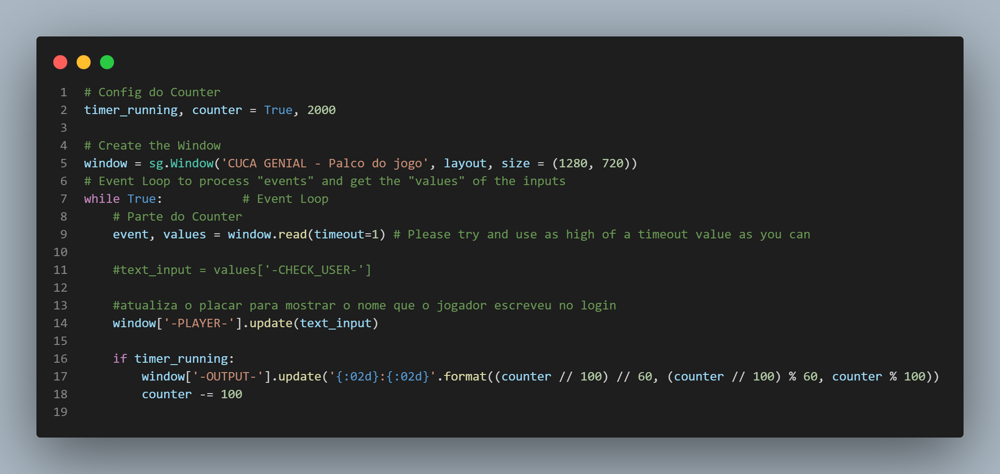 1 # Config do Counter
2 timer_running, counter = True, 2000
3
4 # Create the Window
5 window = sg.Window('CUCA GENIAL - Palco do jogo', layout, size = (1280, 720))
6 # Event Loop to process "events" and get the "values" of the inputs
7 while True:           # Event Loop
8     # Parte do Counter
9     event, values = window.read(timeout=1) # Please try and use as high of a timeout value as you can
10
11     #text_input = values['-CHECK_USER-']
12
13     #atualiza o placar para mostrar o nome que o jogador escreveu no login
14     window['-PLAYER-'].update(text_input)
15
16     if timer_running:
17         window['-OUTPUT-'].update('{:02d}:{:02d}'.format((counter // 100) // 60, (counter // 100) % 60, counter % 100))
18         counter -= 100
19